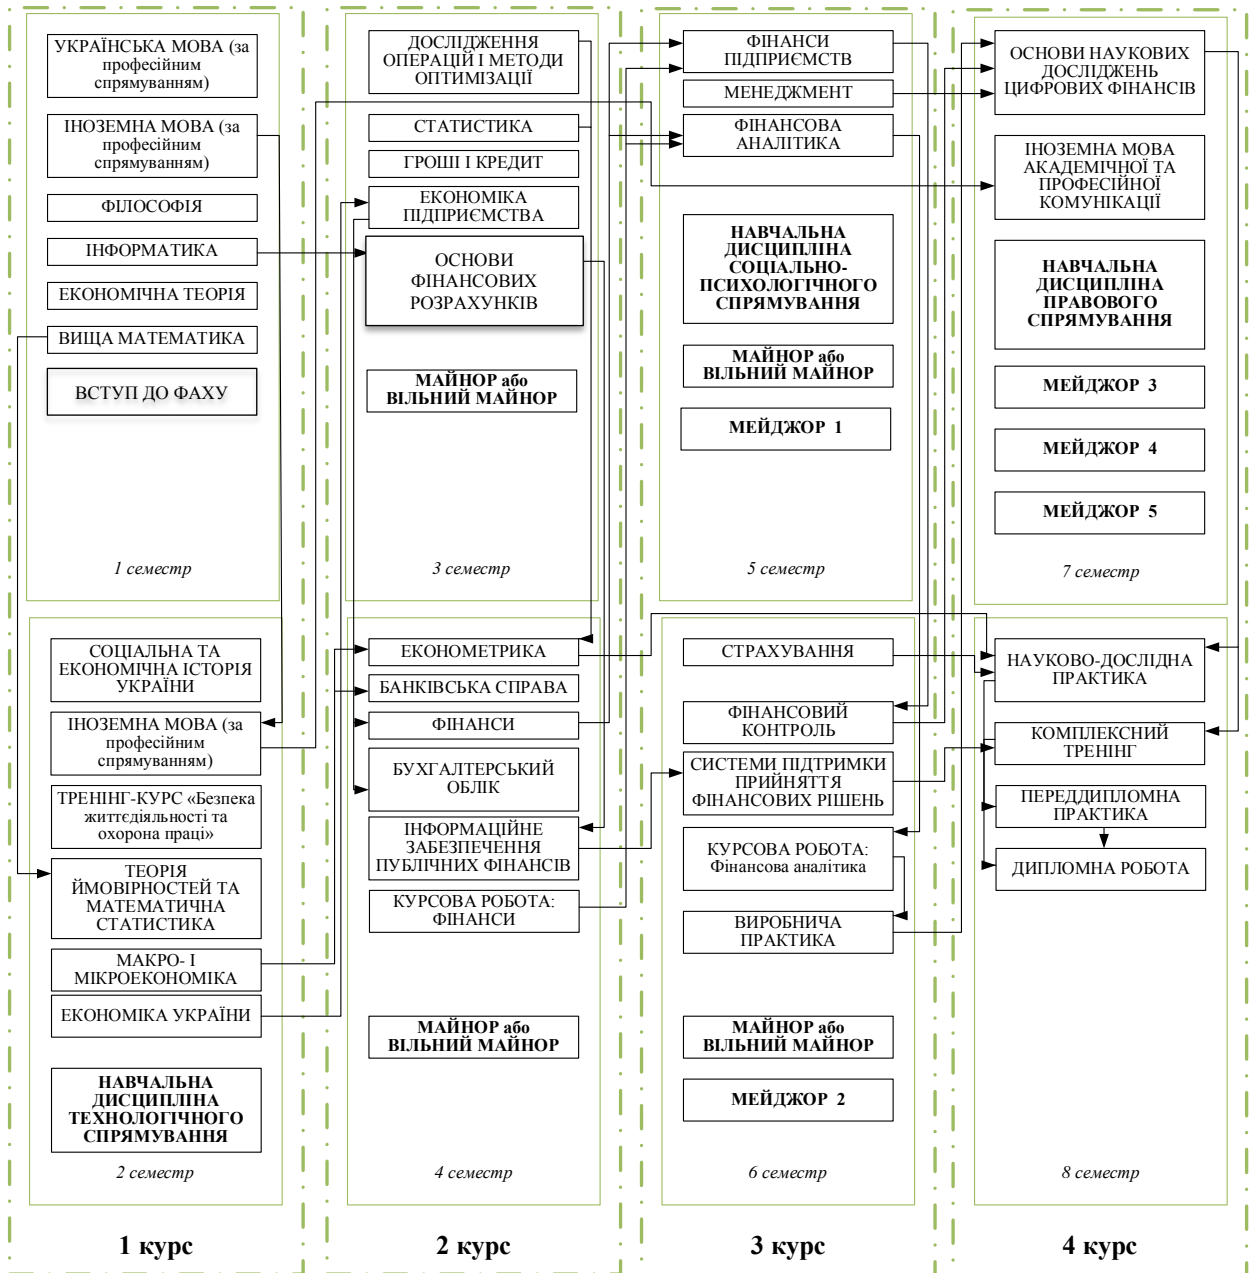 УКРАЇНСЬКА МОВА (за
професійним
спрямуванням)
ІНОЗЕМНА МОВА (за
професійним
спрямуванням)
ФІЛОСОФІЯ
ІНФОРМАТИКА
ЕКОНОМІЧНА ТЕОРІЯ
ВИЩА МАТЕМАТИКА
ВСТУП ДО ФАХУ
1 семестр
СОЦІАЛЬНА ТА
ЕКОНОМІЧНА ІСТОРІЯ
УКРАЇНИ
ІНОЗЕМНА МОВА (за
професійним
спрямуванням)
ТРЕНІНГ-КУРС «Безпека
життєдіяльності та
охорона праці»
ТЕОРІЯ
ЙМОВІРНОСТЕЙ ТА
МАТЕМАТИЧНА
СТАТИСТИКА
МАКРО- І
МІКРОЕКОНОМІКА
ЕКОНОМІКА УКРАЇНИ
НАВЧАЛЬНА
ДИСЦИПЛІНА
ТЕХНОЛОГІЧНОГО
СПРЯМУВАННЯ
2 семестр
1 курс
ДОСЛІДЖЕННЯ
ОПЕРАЦІЙ І МЕТОДИ
ОПТИМІЗАЦІЇ
СТАТИСТИКА
ГРОШІ І КРЕДИТ
ЕКОНОМІКА
ПІДПРИЄМСТВА
ОСНОВИ
ФІНАНСОВИХ
РОЗРАХУНКІВ
МАЙНОР або
ВІЛЬНИЙ МАЙНОР
3 семестр
ЕКОНОМЕТРИКА
БАНКІВСЬКА СПРАВА
ФІНАНСИ
БУХГАЛТЕРСЬКИЙ
ОБЛІК
ІНФОРМАЦІЙНЕ
ЗАБЕЗПЕЧЕННЯ
ПУБЛІЧНИХ ФІНАНСІВ
КУРСОВА РОБОТА:
ФІНАНСИ
МАЙНОР або
ВІЛЬНИЙ МАЙНОР
4 семестр
2 курс
ФІНАНСИ
ПІДПРИЄМСТВ
МЕНЕДЖМЕНТ
ФІНАНСОВА
АНАЛІТИКА
НАВЧАЛЬНА
ДИСЦИПЛІНА
СОЦІАЛЬНО-
ПСИХОЛОГІЧНОГО
СПРЯМУВАННЯ
МАЙНОР або
ВІЛЬНИЙ МАЙНОР
МЕЙДЖОР 1
5 семестр
СТРАХУВАННЯ
ФІНАНСОВИЙ
КОНТРОЛЬ
СИСТЕМИ ПІДТРИМКИ
ПРИЙНЯТТЯ
ФІНАНСОВИХ РІШЕНЬ
КУРСОВА РОБОТА:
Фінансова аналітика
ВИРОБНИЧА
ПРАКТИКА
МАЙНОР або
ВІЛЬНИЙ МАЙНОР
МЕЙДЖОР 2
6 семестр
3 курс
ОСНОВИ НАУКОВИХ
ДОСЛІДЖЕНЬ
ЦИФРОВИХ ФІНАНСІВ
ІНОЗЕМНА МОВА
АКАДЕМІЧНОЇ ТА
ПРОФЕСІЙНОЇ
КОМУНІКАЦІЇ
НАВЧАЛЬНА
ДИСЦИПЛІНА
ПРАВОВОГО
СПРЯМУВАННЯ
МЕЙДЖОР 3
МЕЙДЖОР 4
МЕЙДЖОР 5
7 семестр
НАУКОВО-ДОСЛІДНА
ПРАКТИКА
КОМПЛЕКСНИЙ
ТРЕНІНГ
ПЕРЕДДИПЛОМНА
ПРАКТИКА
ДИПЛОМНА РОБОТА
8 семестр
4 курс